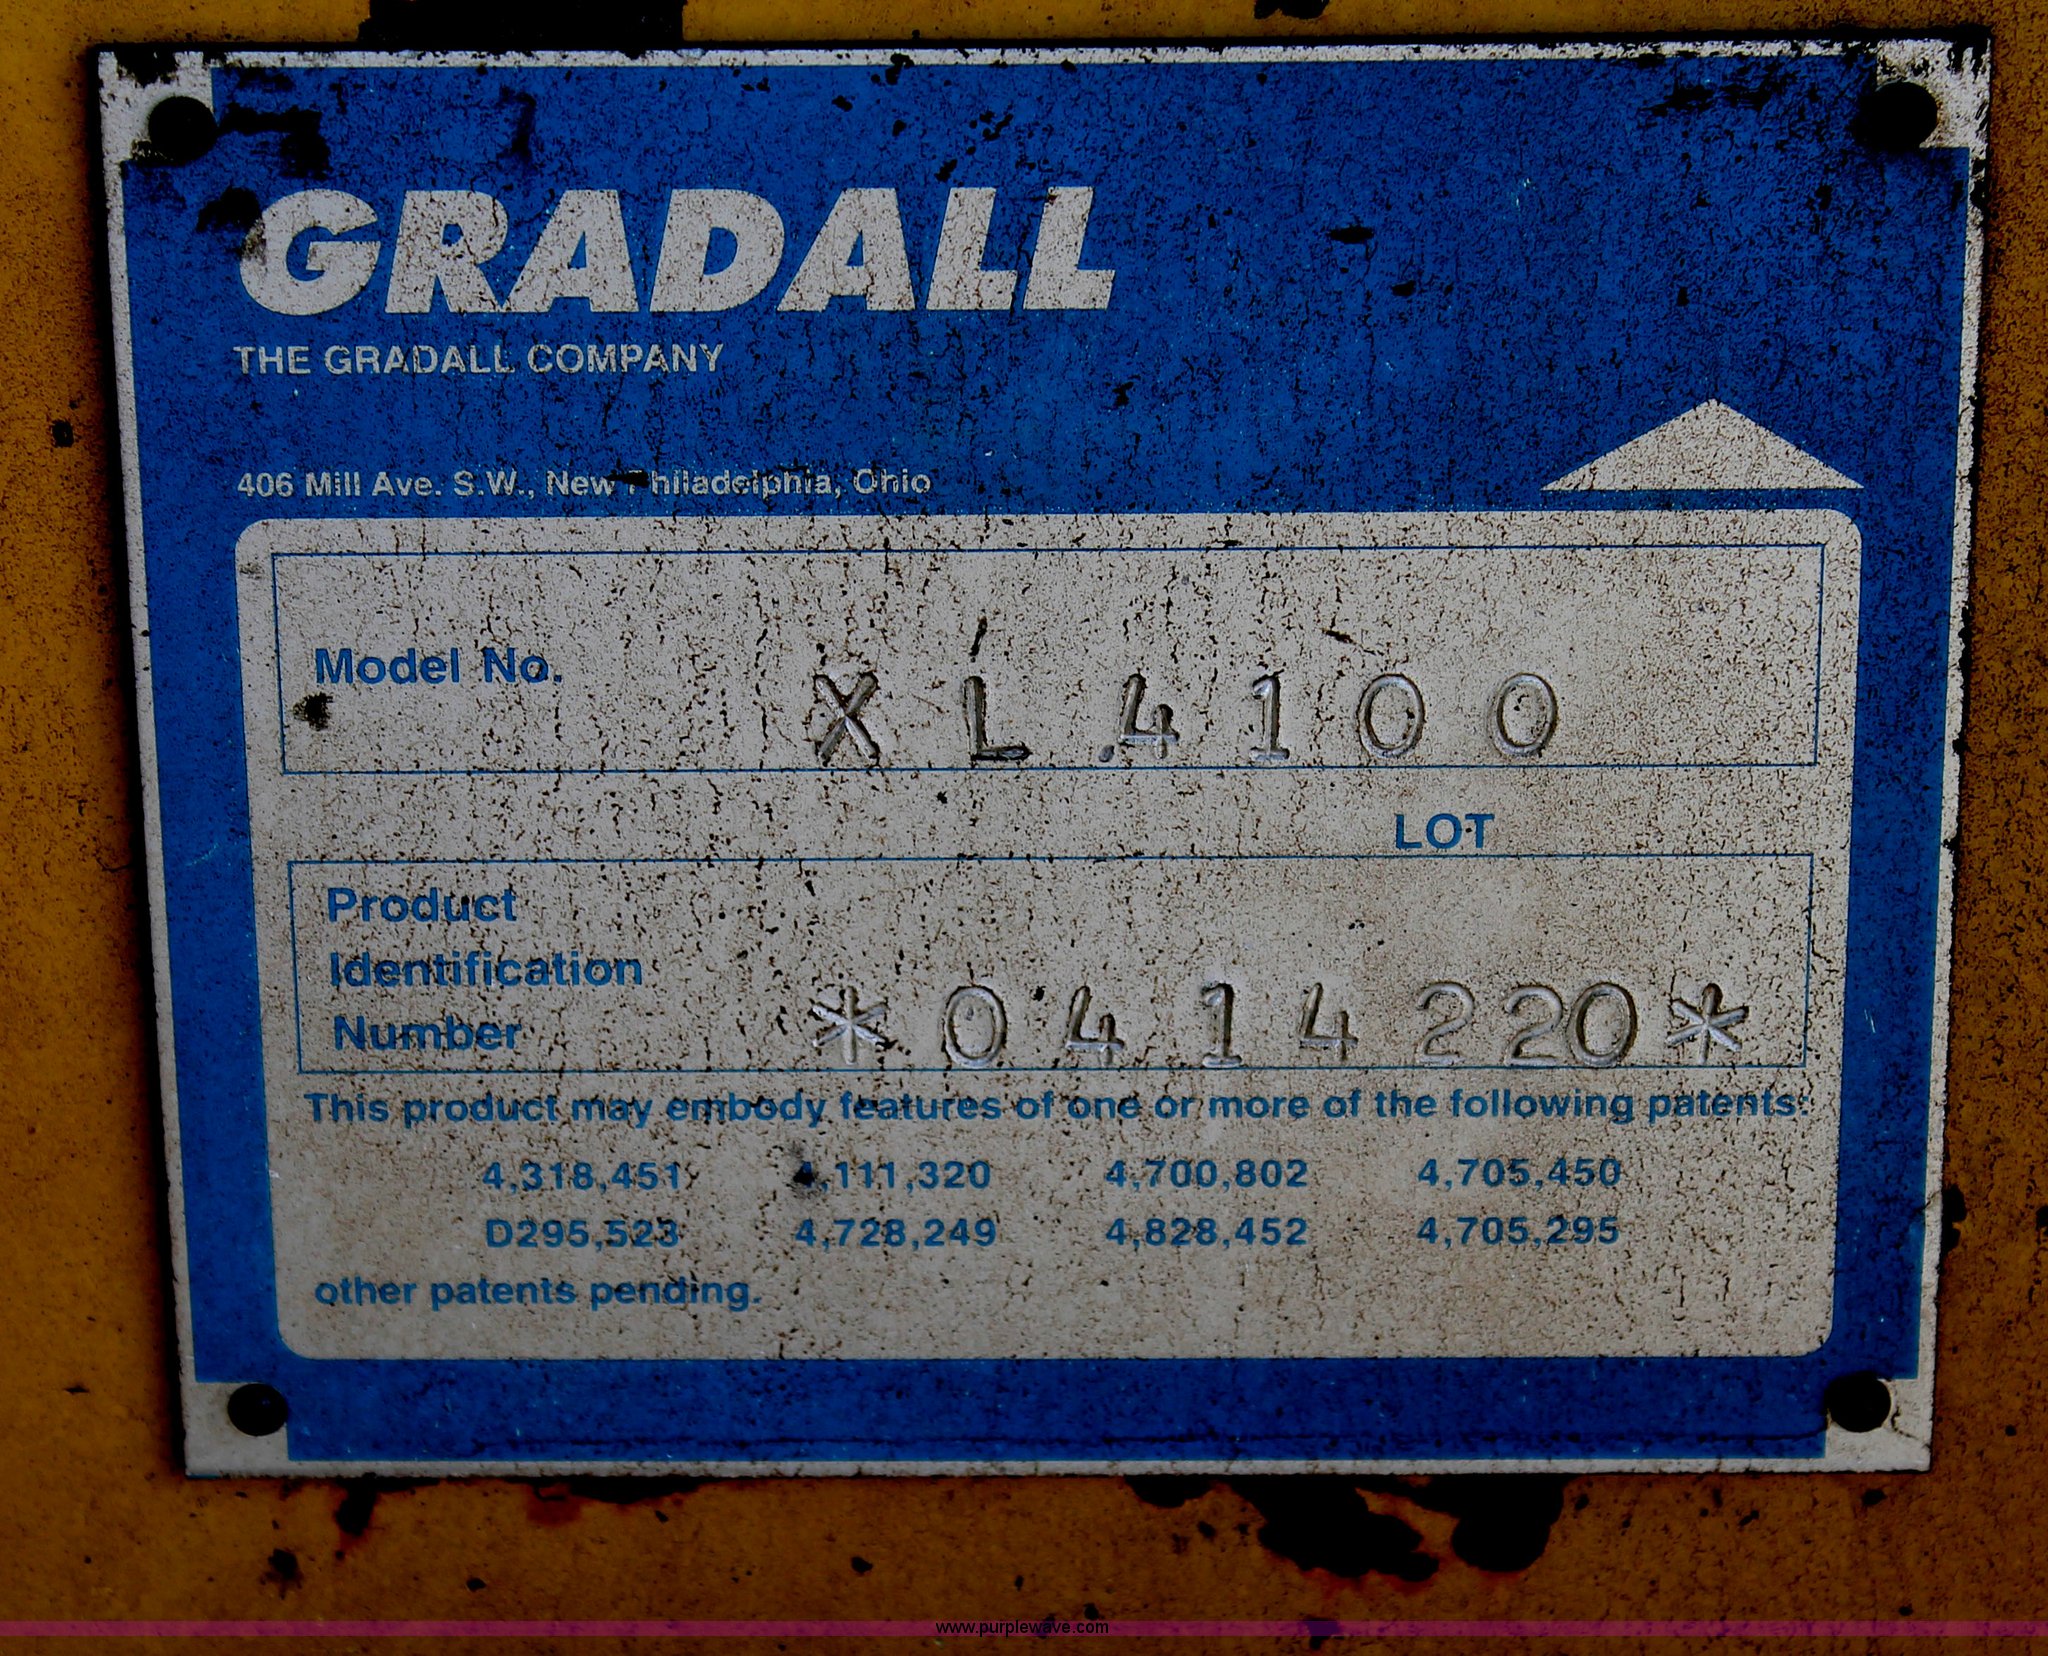 GRADALL
THE GRADALL COMPANY
406 Mill Ave. S.W., New Philadelphia, Ohio
Model No. XL 4100
LOT
Product
Identification
Number *0414220*
This product may embody features of one or more of the following patents:
4,318,451 4,111,320 4,700,802 4,705,450
D295,523 4,728,249 4,828,452 4,705,295
other patents pending.
www.purplewave.com